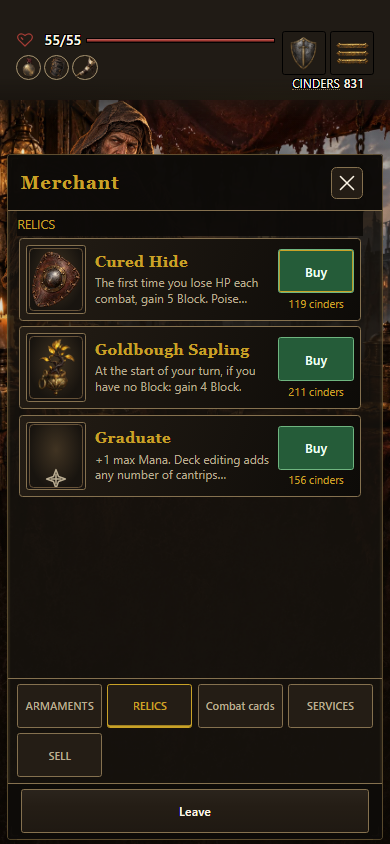 55/55
CINDERS 831
Merchant
RELICS
Cured Hide
The first time you lose HP each
combat, gain 5 Block. Poise...
Buy
119 cinders
Goldbough Sapling
At the start of your turn, if you
have no Block: gain 4 Block.
Buy
211 cinders
Graduate
+1 max Mana. Deck editing adds
any number of cantrips...
Buy
156 cinders
ARMAMENTS
RELICS
Combat cards
SERVICES
SELL
Leave